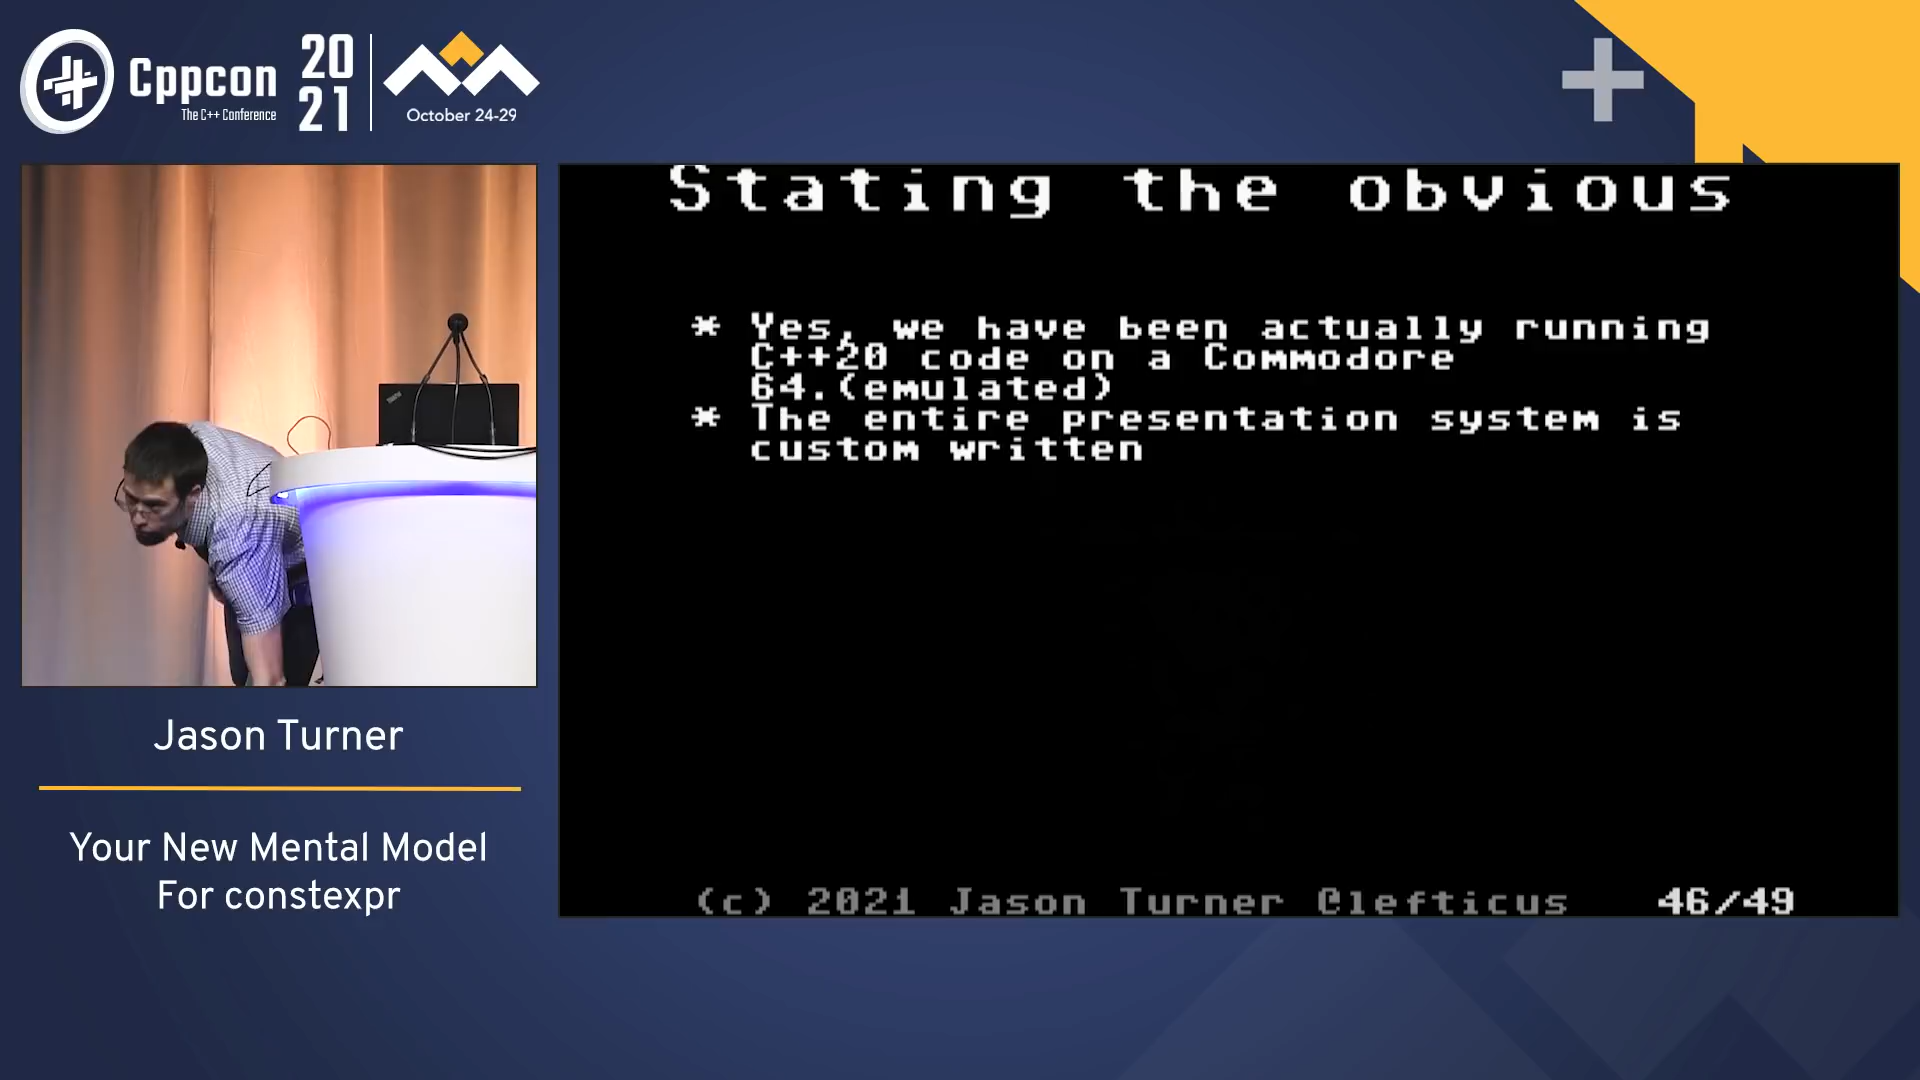 Cppcon
The C++ Conference
20
21
October 24-29
Stating the obvious
* Yes, we have been actually running
C++20 code on a Commodore
64.(emulated)
* The entire presentation system is
custom written
(c) 2021 Jason Turner @lefticus 46/49
Jason Turner
Your New Mental Model
For constexpr